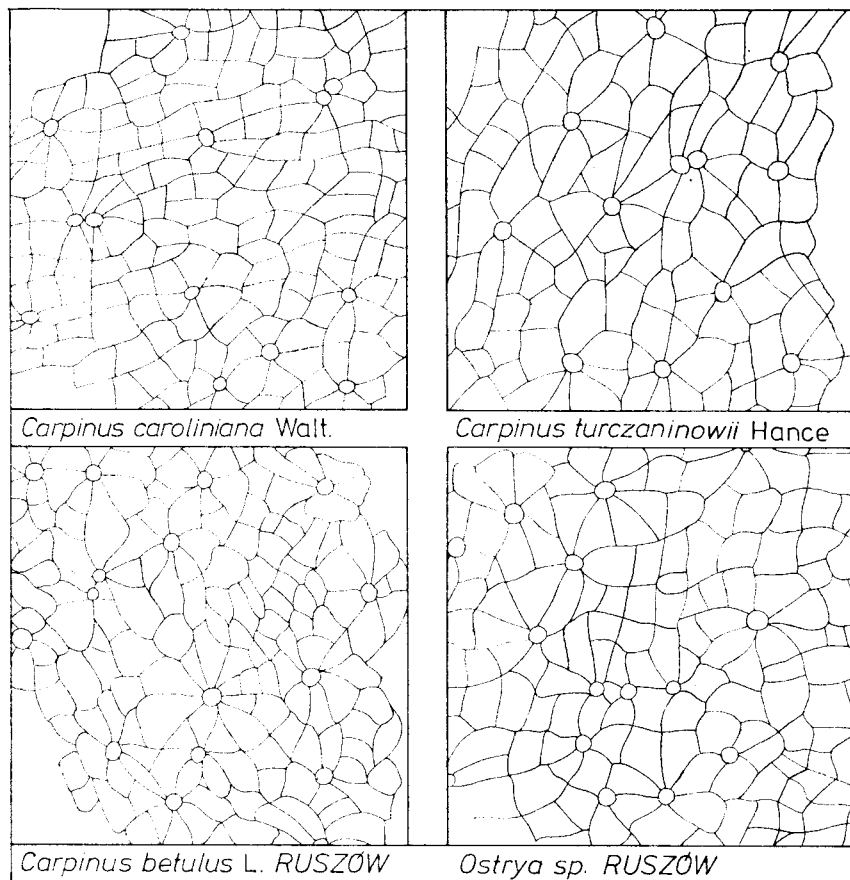 Carpinus caroliniana Walt.
Carpinus turczaninowii Hance
Carpinus betulus L. RUSZÓW
Ostrya sp. RUSZÓW